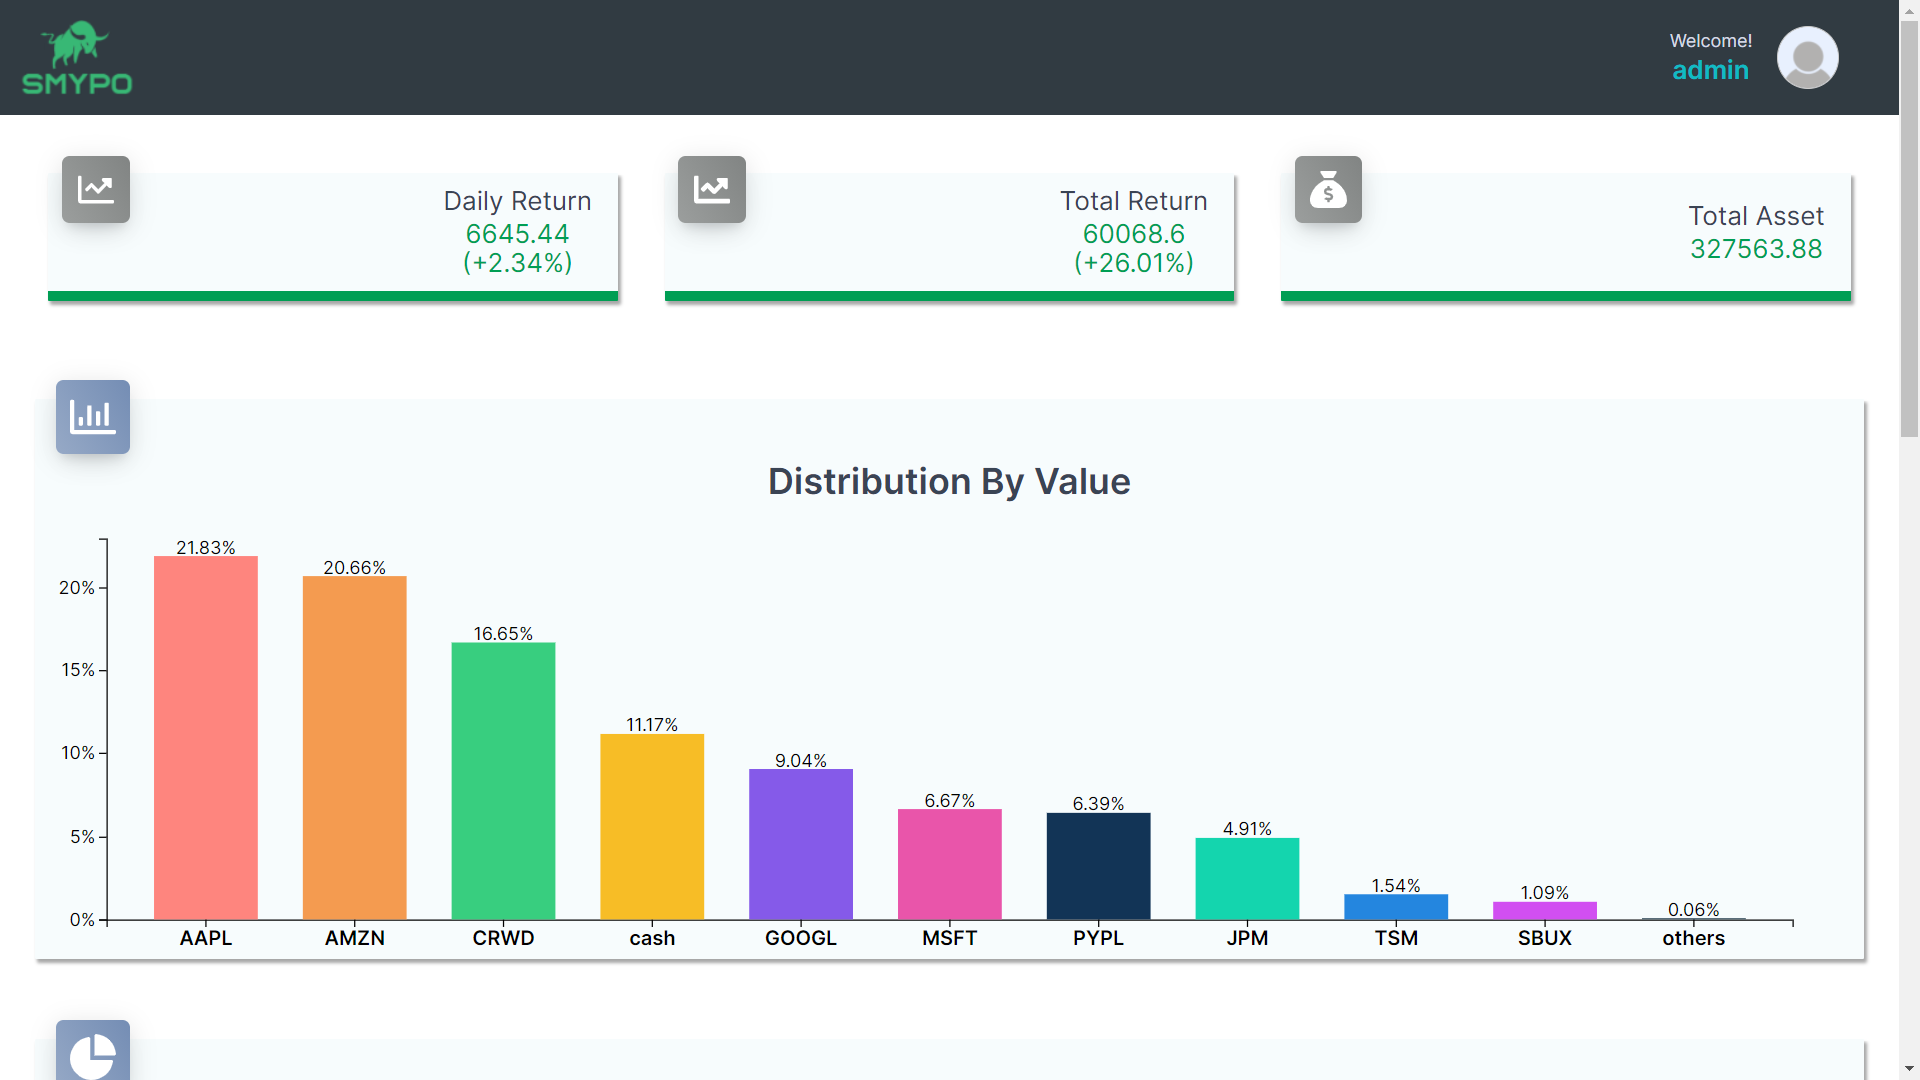 SMYPO
Welcome!
admin
Daily Return
6645.44
(+2.34%)
Total Return
60068.6
(+26.01%)
Total Asset
327563.88
Distribution By Value
20%
15%
10%
5%
0%
21.83%
20.66%
16.65%
11.17%
9.04%
6.67%
6.39%
4.91%
1.54%
1.09%
0.06%
AAPL AMZN CRWD cash GOOGL MSFT PYPL JPM TSM SBUX others